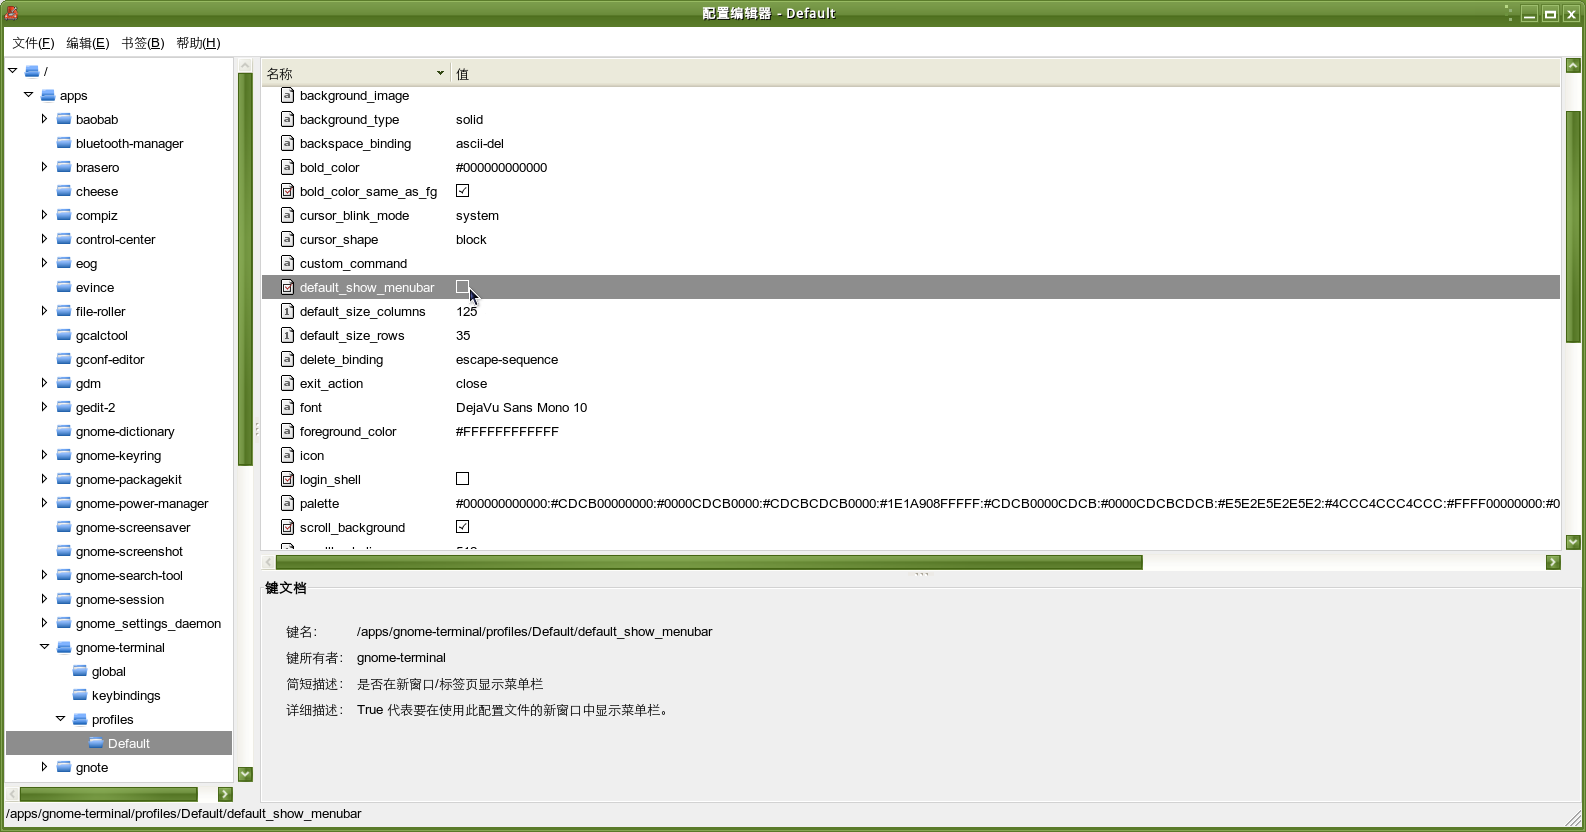 配置编辑器 - Default
文件(F) 编辑(E) 书签(B) 帮助(H)
/
apps
baobab
bluetooth-manager
brasero
cheese
compiz
control-center
eog
evince
file-roller
gcalctool
gconf-editor
gdm
gedit-2
gnome-dictionary
gnome-keyring
gnome-packagekit
gnome-power-manager
gnome-screensaver
gnome-screenshot
gnome-search-tool
gnome-session
gnome_settings_daemon
gnome-terminal
global
keybindings
profiles
Default
gnote
名称 值
background_image
background_type solid
backspace_binding ascii-del
bold_color #000000000000
bold_color_same_as_fg
cursor_blink_mode system
cursor_shape block
custom_command
default_show_menubar
default_size_columns 125
default_size_rows 35
delete_binding escape-sequence
exit_action close
font DejaVu Sans Mono 10
foreground_color #FFFFFFFFFFFF
icon
login_shell
palette #000000000000:#CDCB00000000:#0000CDCB0000:#CDCBCDCB0000:#1E1A908FFFFF:#CDCB0000CDCB:#0000CDCBCDCB:#E5E2E5E2E5E2:#4CCC4CCC4CCC:#FFFF00000000:#0
scroll_background
键文档
键名: /apps/gnome-terminal/profiles/Default/default_show_menubar
键所有者: gnome-terminal
简短描述: 是否在新窗口/标签页显示菜单栏
详细描述: True 代表要在使用此配置文件的新窗口中显示菜单栏。
/apps/gnome-terminal/profiles/Default/default_show_menubar